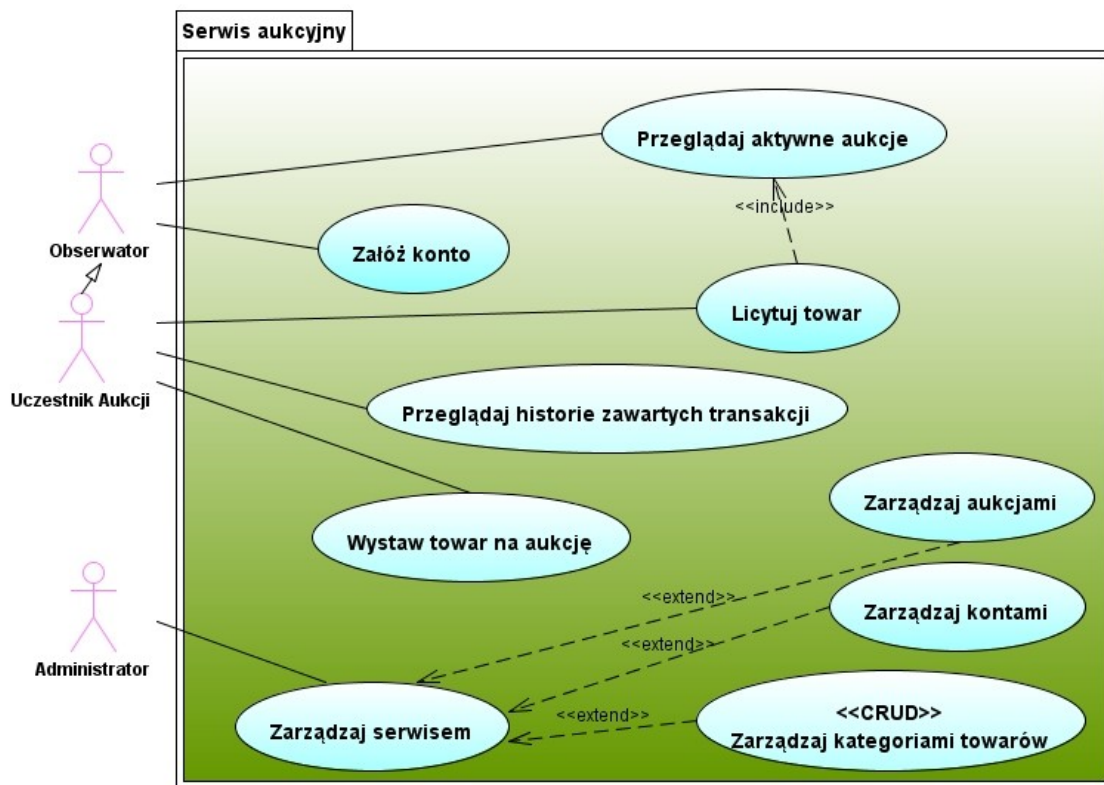 Serwis aukcyjny
Przeglądaj aktywne aukcje
<<include>>
Obserwator
Załóż konto
Licytuj towar
Uczestnik Aukcji
Przeglądaj historie zawartych transakcji
Zarządzaj aukcjami
Wystaw towar na aukcję
<<extend>>
Zarządzaj kontami
<<extend>>
Administrator
<<extend>>
<<CRUD>>
Zarządzaj serwisem
Zarządzaj kategoriami towarów